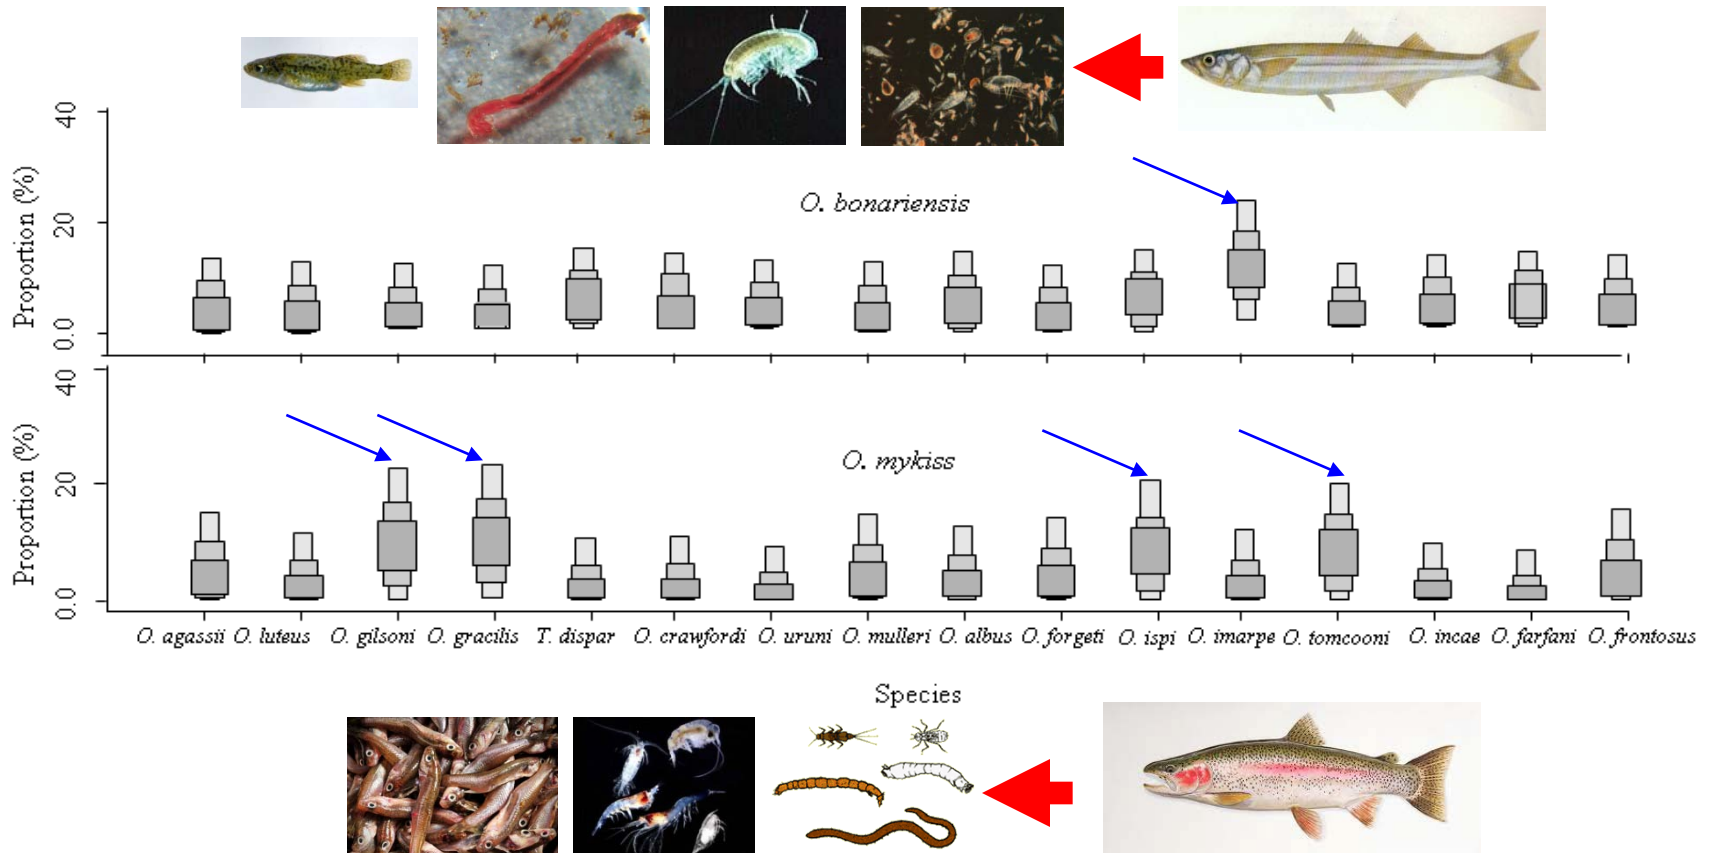 40
20
0.0
Proportion (%)
O. bonariensis
40
20
0.0
Proportion (%)
O. mykiss
O. agassii O. luteus O. gilsoni O. gracilis T. dispar O. crawfordi O. uruni O. mulleri O. albus O. forgeti O. ispi O. imarpe O. tomcooni O. incae O. farfani O. frontosus
Species